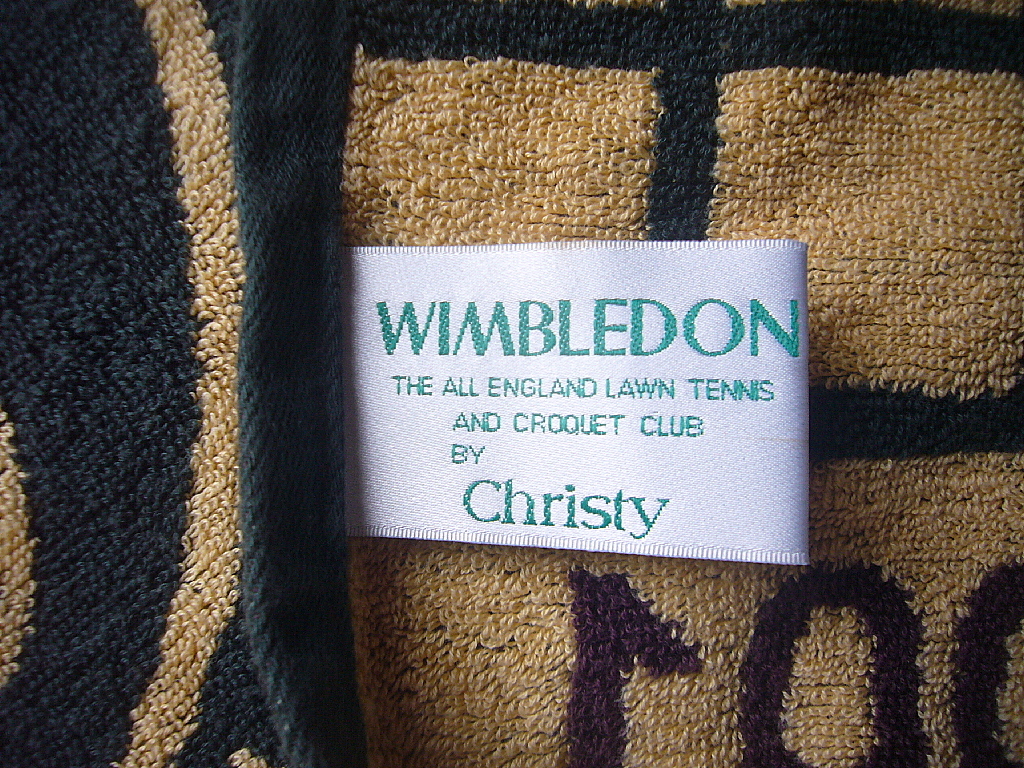 WIMBLEDON
THE ALL ENGLAND LAWN TENNIS
AND CROQUET CLUB
BY
Christy